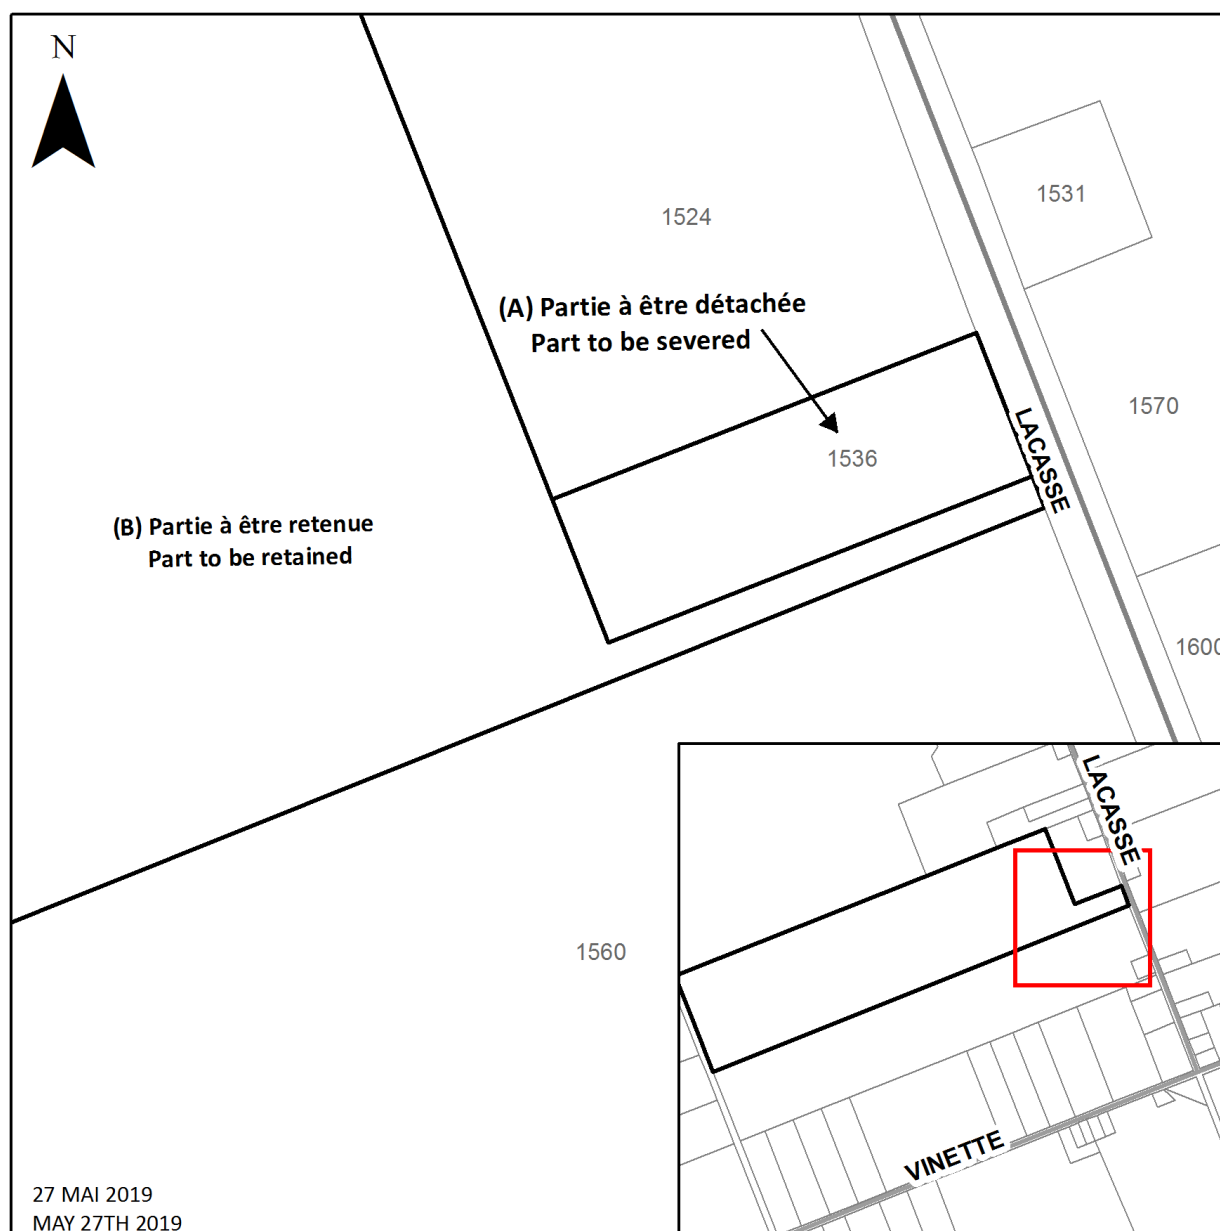 N
1531
1524
(A) Partie à être détachée
Part to be severed
1570
LACASSE
1536
(B) Partie à être retenue
Part to be retained
1600
LACASSE
1560
VINETTE
27 MAI 2019
MAY 27TH 2019